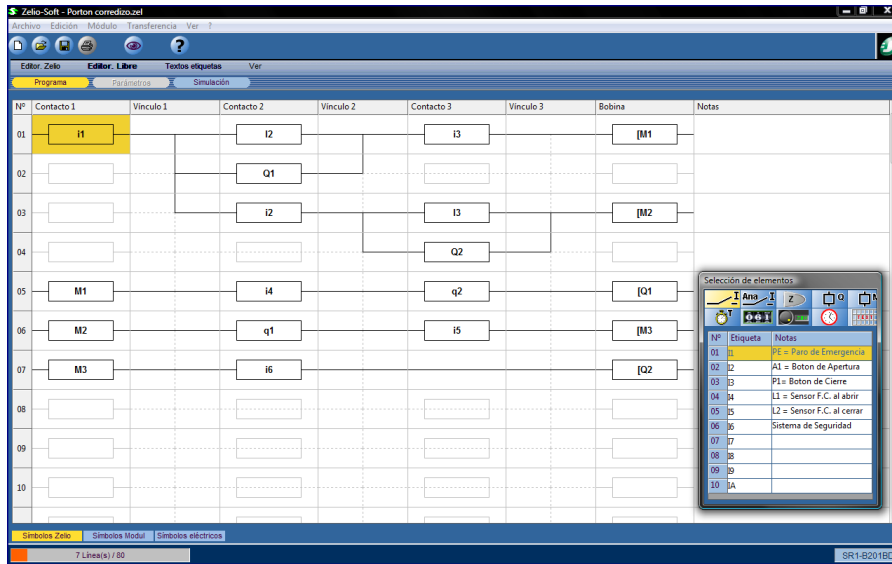 Zelio-Soft - Porton corredizo.zel
Archivo Edición Módulo Transferencia Ver ?
Editor. Zelio Editor. Libre Textos etiquetas Ver
Programa Parámetros Simulación
Nº Contacto 1 Vínculo 1 Contacto 2 Vínculo 2 Contacto 3 Vínculo 3 Bobina Notas
01 i1 I2 i3 [M1
02 Q1
03 i2 I3 [M2
04 Q2
05 M1 i4 q2 [Q1
06 M2 q1 i5 [M3
07 M3 i6 [Q2
08
09
10
Selección de elementos
I Ana I Z Q M
T 061
Nº Etiqueta Notas
01 I1 PE = Paro de Emergencia
02 I2 A1 = Boton de Apertura
03 I3 P1= Boton de Cierre
04 I4 L1 = Sensor F.C. al abrir
05 I5 L2 = Sensor F.C. al cerrar
06 I6 Sistema de Seguridad
07 I7
08 I8
09 I9
10 IA
Símbolos Zelio Símbolos Modul Símbolos eléctricos
7 Línea(s) / 80 SR1-B201BD